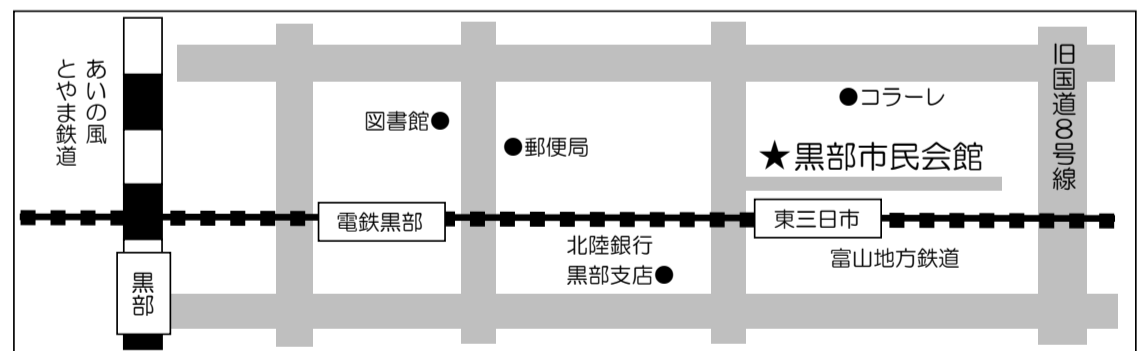 あいの風
とやま鉄道
黒部
図書館
郵便局
電鉄黒部
北陸銀行
黒部支店
コラーレ
★黒部市民会館
東三日市
富山地方鉄道
旧国道8号線